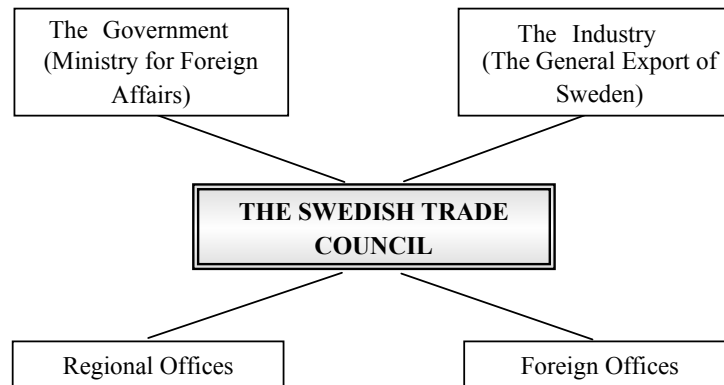 The Government
(Ministry for Foreign
Affairs)
The Industry
(The General Export of
Sweden)
THE SWEDISH TRADE
COUNCIL
Regional Offices
Foreign Offices